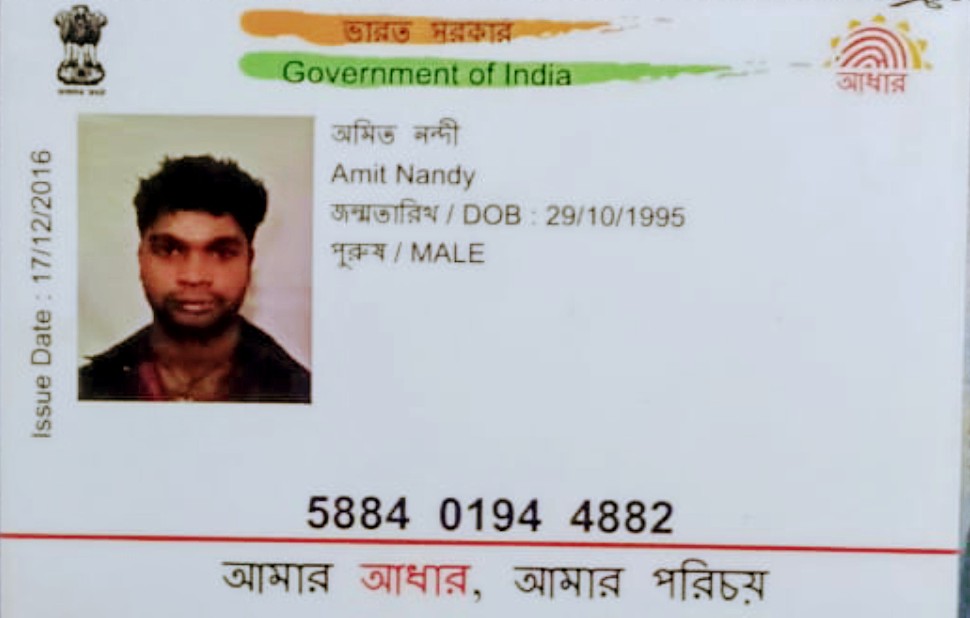 ভারত সরকার
Government of India
আধার
Issue Date : 17/12/2016
অমিত নন্দী
Amit Nandy
জন্মতারিখ / DOB : 29/10/1995
পুরুষ / MALE
5884 0194 4882
আমার আধার, আমার পরিচয়